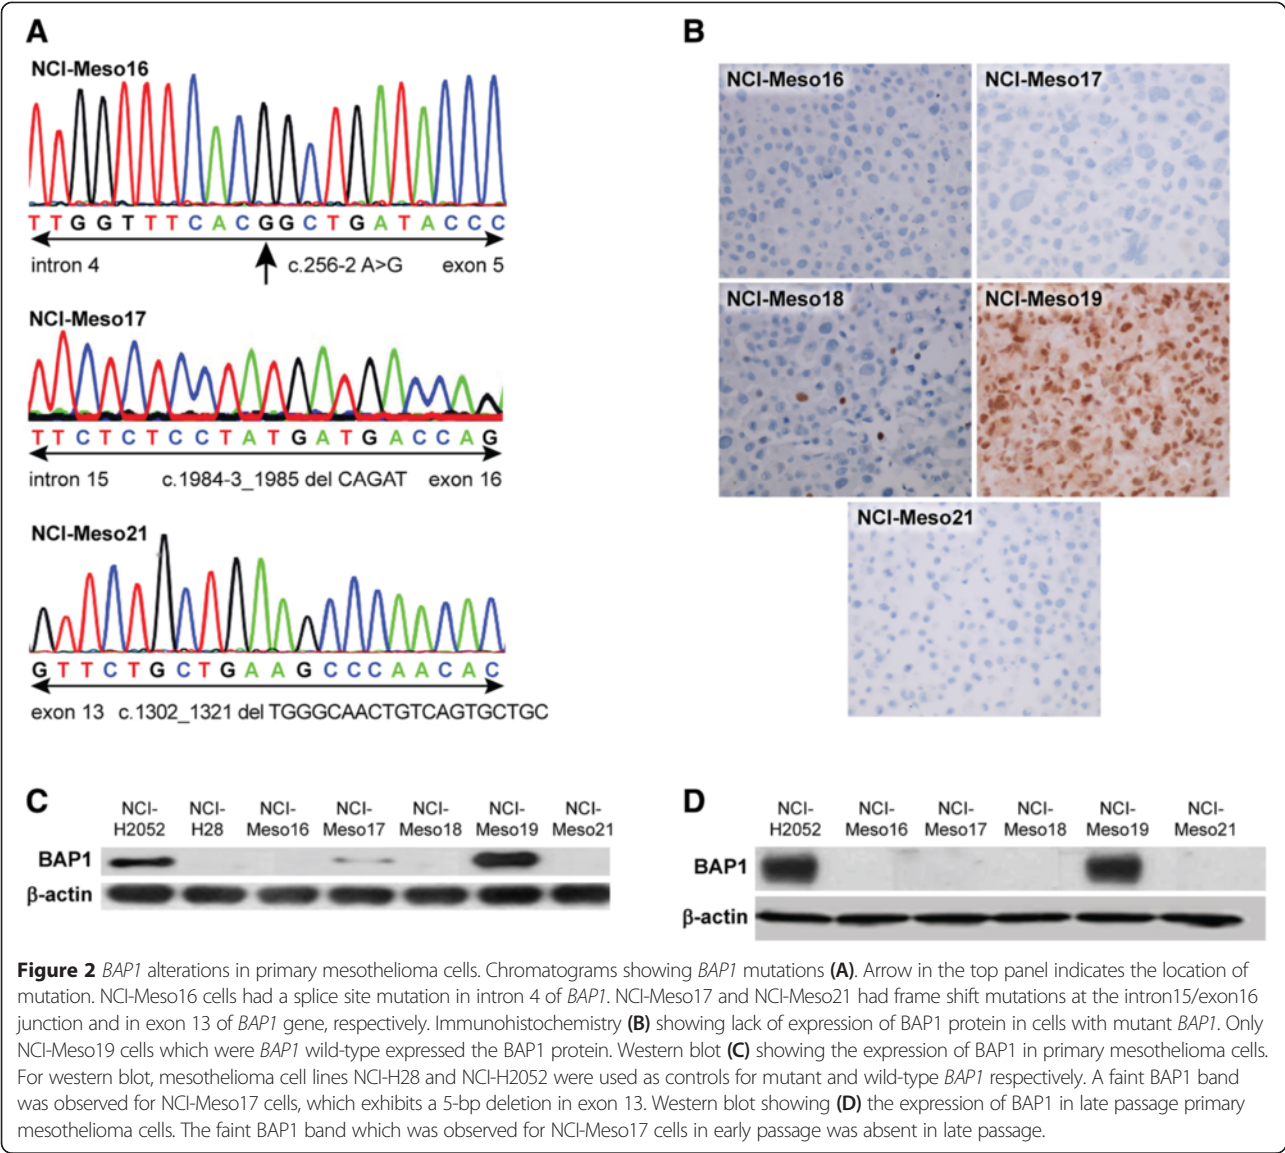 A
NCI-Meso16
T T G G T T T C A C G G C T G A T A C C C
intron 4 c.256-2 A>G exon 5
NCI-Meso17
T T C T C T C C T A T G A T G A C C A G
intron 15 c.1984-3_1985 del CAGAT exon 16
NCI-Meso21
G T T C T G C T G A A G C C C A A C A C
exon 13 c.1302_1321 del TGGGCAACTGTCAGTGCTGC
B
NCI-Meso16 NCI-Meso17
NCI-Meso18 NCI-Meso19
NCI-Meso21
C
NCI- NCI- NCI- NCI- NCI- NCI- NCI-
H2052 H28 Meso16 Meso17 Meso18 Meso19 Meso21
BAP1
β-actin
D
NCI- NCI- NCI- NCI- NCI- NCI-
H2052 Meso16 Meso17 Meso18 Meso19 Meso21
BAP1
β-actin
Figure 2 BAP1 alterations in primary mesothelioma cells. Chromatograms showing BAP1 mutations (A). Arrow in the top panel indicates the location of
mutation. NCI-Meso16 cells had a splice site mutation in intron 4 of BAP1. NCI-Meso17 and NCI-Meso21 had frame shift mutations at the intron15/exon16
junction and in exon 13 of BAP1 gene, respectively. Immunohistochemistry (B) showing lack of expression of BAP1 protein in cells with mutant BAP1. Only
NCI-Meso19 cells which were BAP1 wild-type expressed the BAP1 protein. Western blot (C) showing the expression of BAP1 in primary mesothelioma cells.
For western blot, mesothelioma cell lines NCI-H28 and NCI-H2052 were used as controls for mutant and wild-type BAP1 respectively. A faint BAP1 band
was observed for NCI-Meso17 cells, which exhibits a 5-bp deletion in exon 13. Western blot showing (D) the expression of BAP1 in late passage primary
mesothelioma cells. The faint BAP1 band which was observed for NCI-Meso17 cells in early passage was absent in late passage.